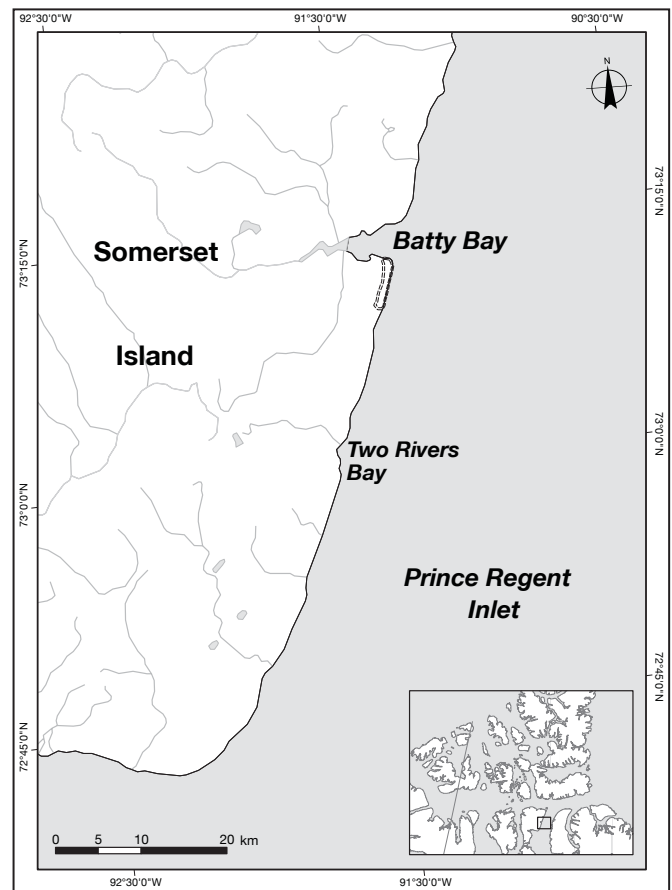 92°30'0"W
91°30'0"W
90°30'0"W
N
73°15'0"N
73°15'0"N
Batty Bay
Somerset
Island
Two Rivers
Bay
73°0'0"N
73°0'0"N
Prince Regent
Inlet
72°45'0"N
72°45'0"N
0 5 10 20 km
92°30'0"W
91°30'0"W